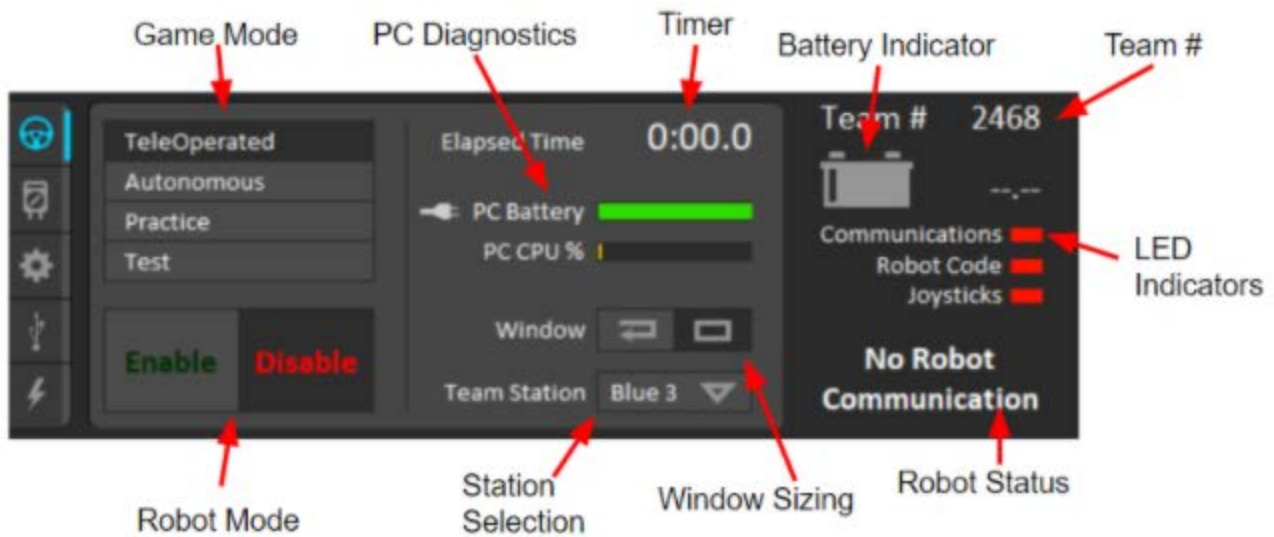 Game Mode
PC Diagnostics
Timer
Battery Indicator
Team #
TeleOperated
Autonomous
Practice
Test
Enable
Disable
Elapsed Time
0:00.0
PC Battery
PC CPU %
Window
Team Station
Blue 3
Team #
2468
--.--
Communications
Robot Code
Joysticks
No Robot
Communication
LED
Indicators
Robot Mode
Station
Selection
Window Sizing
Robot Status